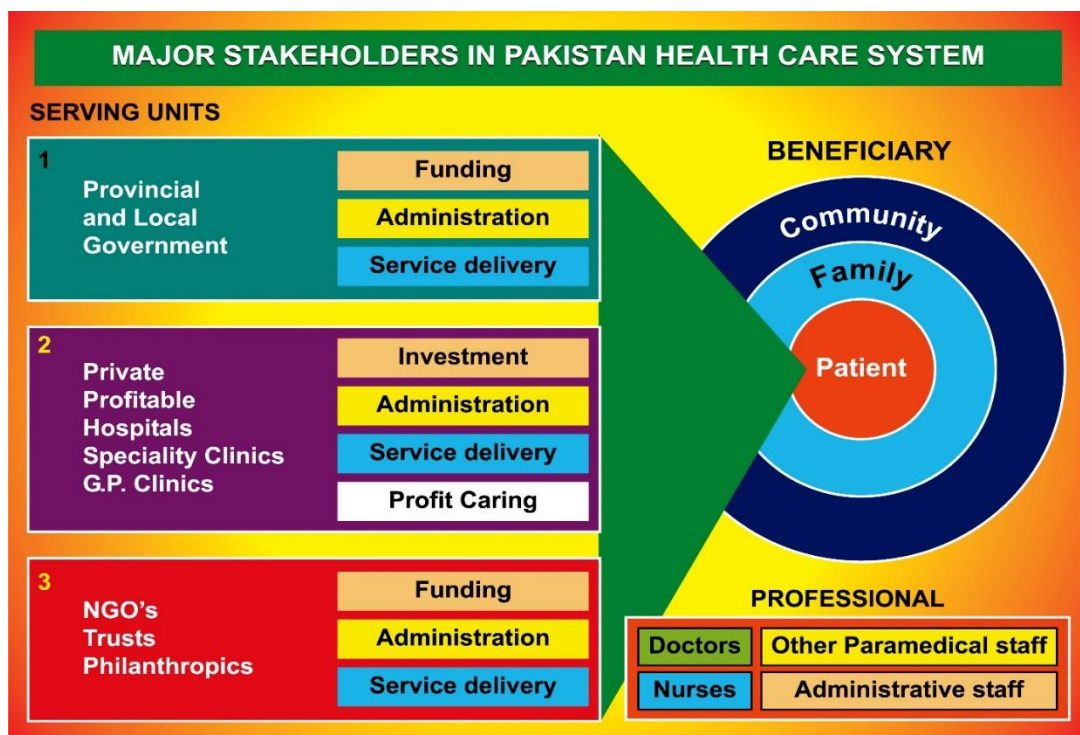 MAJOR STAKEHOLDERS IN PAKISTAN HEALTH CARE SYSTEM
SERVING UNITS
1
Provincial
and Local
Government
Funding
Administration
Service delivery
2
Private
Profitable
Hospitals
Speciality Clinics
G.P. Clinics
Investment
Administration
Service delivery
Profit Caring
3
NGO's
Trusts
Philanthropics
Funding
Administration
Service delivery
BENEFICIARY
Community
Family
Patient
PROFESSIONAL
Doctors
Other Paramedical staff
Nurses
Administrative staff